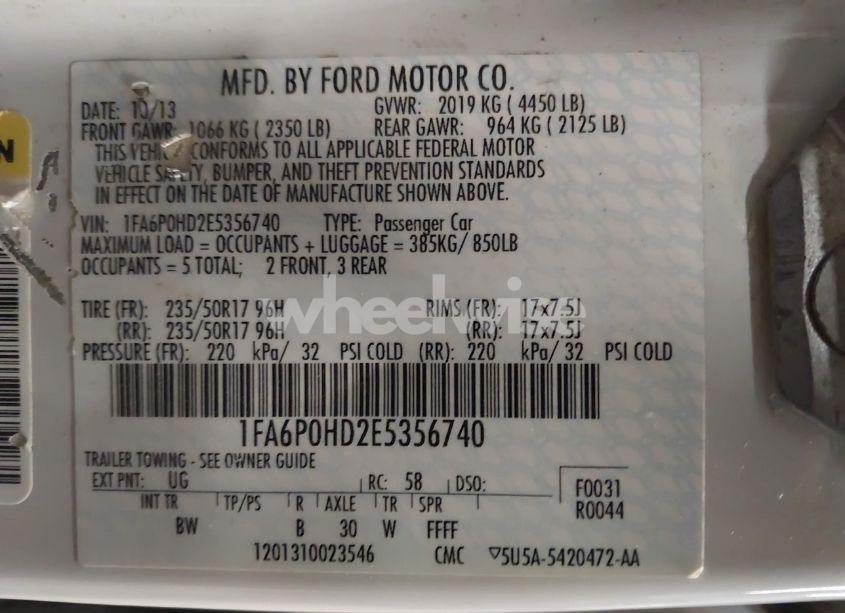 MFD. BY FORD MOTOR CO.
DATE: 10/13 GVWR: 2019 KG ( 4450 LB)
FRONT GAWR: 1066 KG ( 2350 LB) REAR GAWR: 964 KG ( 2125 LB)
THIS VEHICLE CONFORMS TO ALL APPLICABLE FEDERAL MOTOR
VEHICLE SAFETY, BUMPER, AND THEFT PREVENTION STANDARDS
IN EFFECT ON THE DATE OF MANUFACTURE SHOWN ABOVE.
VIN: 1FA6P0HD2E5356740 TYPE: Passenger Car
MAXIMUM LOAD = OCCUPANTS + LUGGAGE = 385KG/ 850LB
OCCUPANTS = 5 TOTAL; 2 FRONT, 3 REAR
TIRE (FR): 235/50R17 96H RIMS (FR): 17x7.5J
(RR): 235/50R17 96H (RR): 17x7.5J
PRESSURE (FR): 220 kPa/ 32 PSI COLD (RR): 220 kPa/ 32 PSI COLD
1FA6P0HD2E5356740
TRAILER TOWING - SEE OWNER GUIDE
EXT PNT: UG RC: 58 DSO:
F0031
R0044
INT TR TP/PS R AXLE TR SPR
BW B 30 W FFFF
1201310023546 CMC ▽5U5A-5420472-AA
N